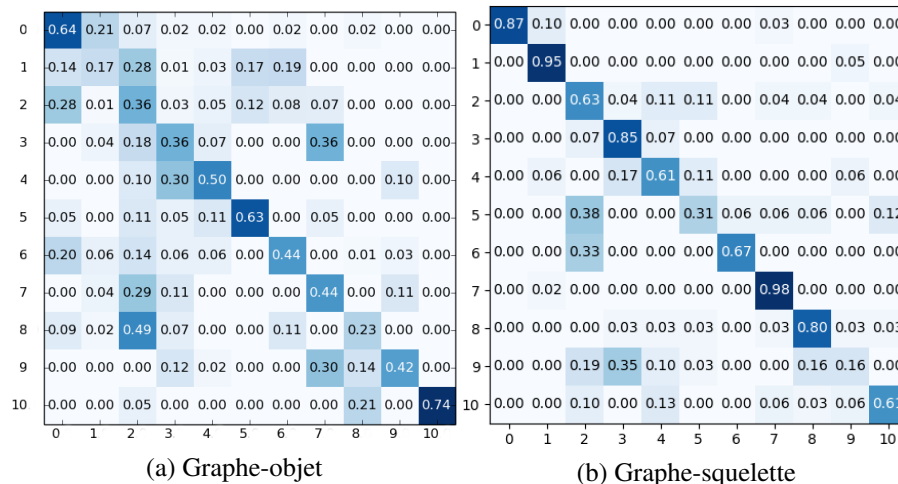 0 0.64 0.21 0.07 0.02 0.02 0.00 0.02 0.00 0.02 0.00 0.00
1 0.14 0.17 0.28 0.01 0.03 0.17 0.19 0.00 0.00 0.00 0.00
2 0.28 0.01 0.36 0.03 0.05 0.12 0.08 0.07 0.00 0.00 0.00
3 0.00 0.04 0.18 0.36 0.07 0.00 0.00 0.36 0.00 0.00 0.00
4 0.00 0.00 0.10 0.30 0.50 0.00 0.00 0.00 0.00 0.10 0.00
5 0.05 0.00 0.11 0.05 0.11 0.63 0.00 0.05 0.00 0.00 0.00
6 0.20 0.06 0.14 0.06 0.06 0.00 0.44 0.00 0.01 0.03 0.00
7 0.00 0.04 0.29 0.11 0.00 0.00 0.00 0.44 0.00 0.11 0.00
8 0.09 0.02 0.49 0.07 0.00 0.00 0.11 0.00 0.23 0.00 0.00
9 0.00 0.00 0.00 0.12 0.02 0.00 0.00 0.30 0.14 0.42 0.00
10 0.00 0.00 0.05 0.00 0.00 0.00 0.00 0.00 0.21 0.00 0.74
0 1 2 3 4 5 6 7 8 9 10
(a) Graphe-objet
0 0.87 0.10 0.00 0.00 0.00 0.00 0.00 0.03 0.00 0.00 0.00
1 0.00 0.95 0.00 0.00 0.00 0.00 0.00 0.00 0.00 0.05 0.00
2 0.00 0.00 0.63 0.04 0.11 0.11 0.00 0.04 0.04 0.00 0.04
3 0.00 0.00 0.07 0.85 0.07 0.00 0.00 0.00 0.00 0.00 0.00
4 0.00 0.06 0.00 0.17 0.61 0.11 0.00 0.00 0.00 0.06 0.00
5 0.00 0.00 0.38 0.00 0.00 0.31 0.06 0.06 0.06 0.00 0.12
6 0.00 0.00 0.33 0.00 0.00 0.00 0.67 0.00 0.00 0.00 0.00
7 0.00 0.02 0.00 0.00 0.00 0.00 0.00 0.98 0.00 0.00 0.00
8 0.00 0.00 0.00 0.03 0.03 0.03 0.00 0.03 0.80 0.03 0.03
9 0.00 0.00 0.19 0.35 0.10 0.03 0.00 0.00 0.16 0.16 0.00
10 0.00 0.00 0.10 0.00 0.13 0.00 0.00 0.06 0.03 0.06 0.61
0 1 2 3 4 5 6 7 8 9 10
(b) Graphe-squelette